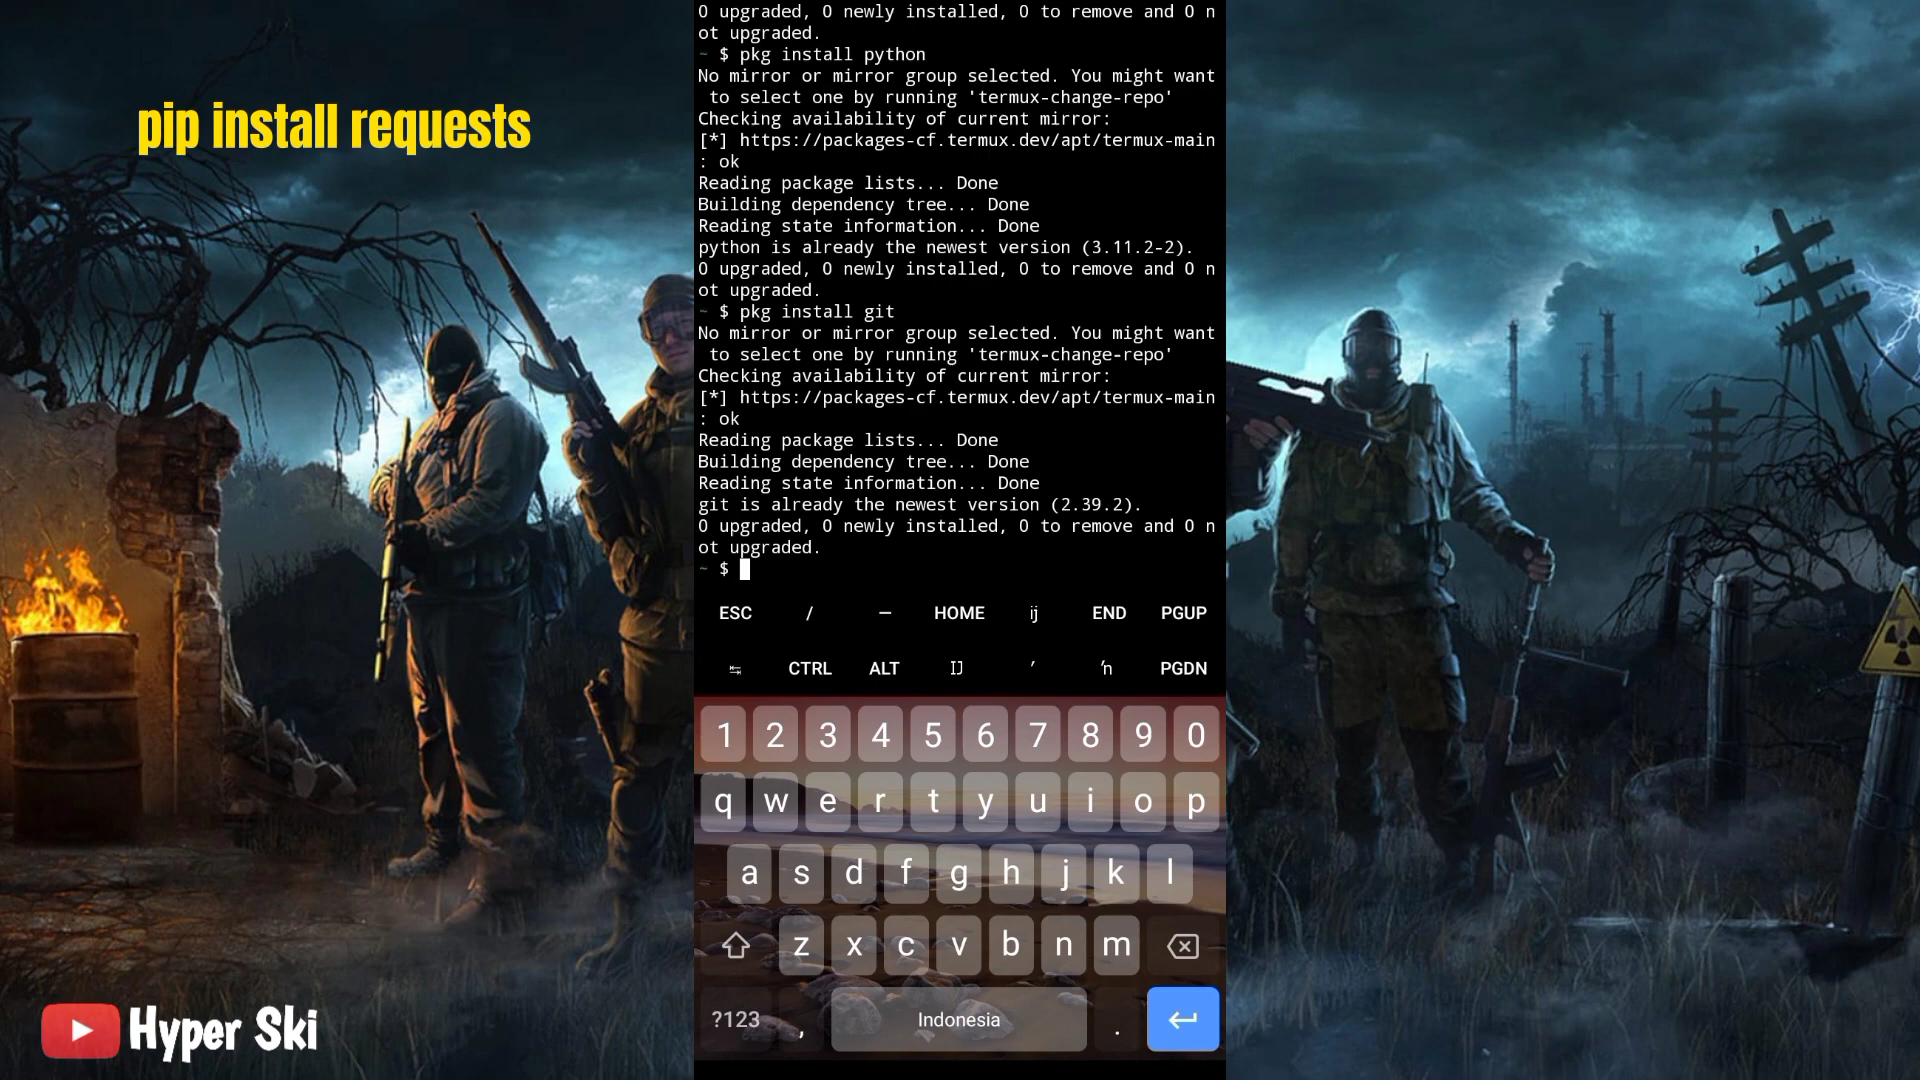 pip install requests
0 upgraded, 0 newly installed, 0 to remove and 0 n
ot upgraded.
~ $ pkg install python
No mirror or mirror group selected. You might want
 to select one by running 'termux-change-repo'
Checking availability of current mirror:
[*] https://packages-cf.termux.dev/apt/termux-main
: ok
Reading package lists... Done
Building dependency tree... Done
Reading state information... Done
python is already the newest version (3.11.2-2).
0 upgraded, 0 newly installed, 0 to remove and 0 n
ot upgraded.
~ $ pkg install git
No mirror or mirror group selected. You might want
 to select one by running 'termux-change-repo'
Checking availability of current mirror:
[*] https://packages-cf.termux.dev/apt/termux-main
: ok
Reading package lists... Done
Building dependency tree... Done
Reading state information... Done
git is already the newest version (2.39.2).
0 upgraded, 0 newly installed, 0 to remove and 0 n
ot upgraded.
~ $
ESC / — HOME ij END PGUP
CTRL ALT IJ ′ ŉ PGDN
1 2 3 4 5 6 7 8 9 0
q w e r t y u i o p
a s d f g h j k l
z x c v b n m
?123 , Indonesia .
Hyper Ski